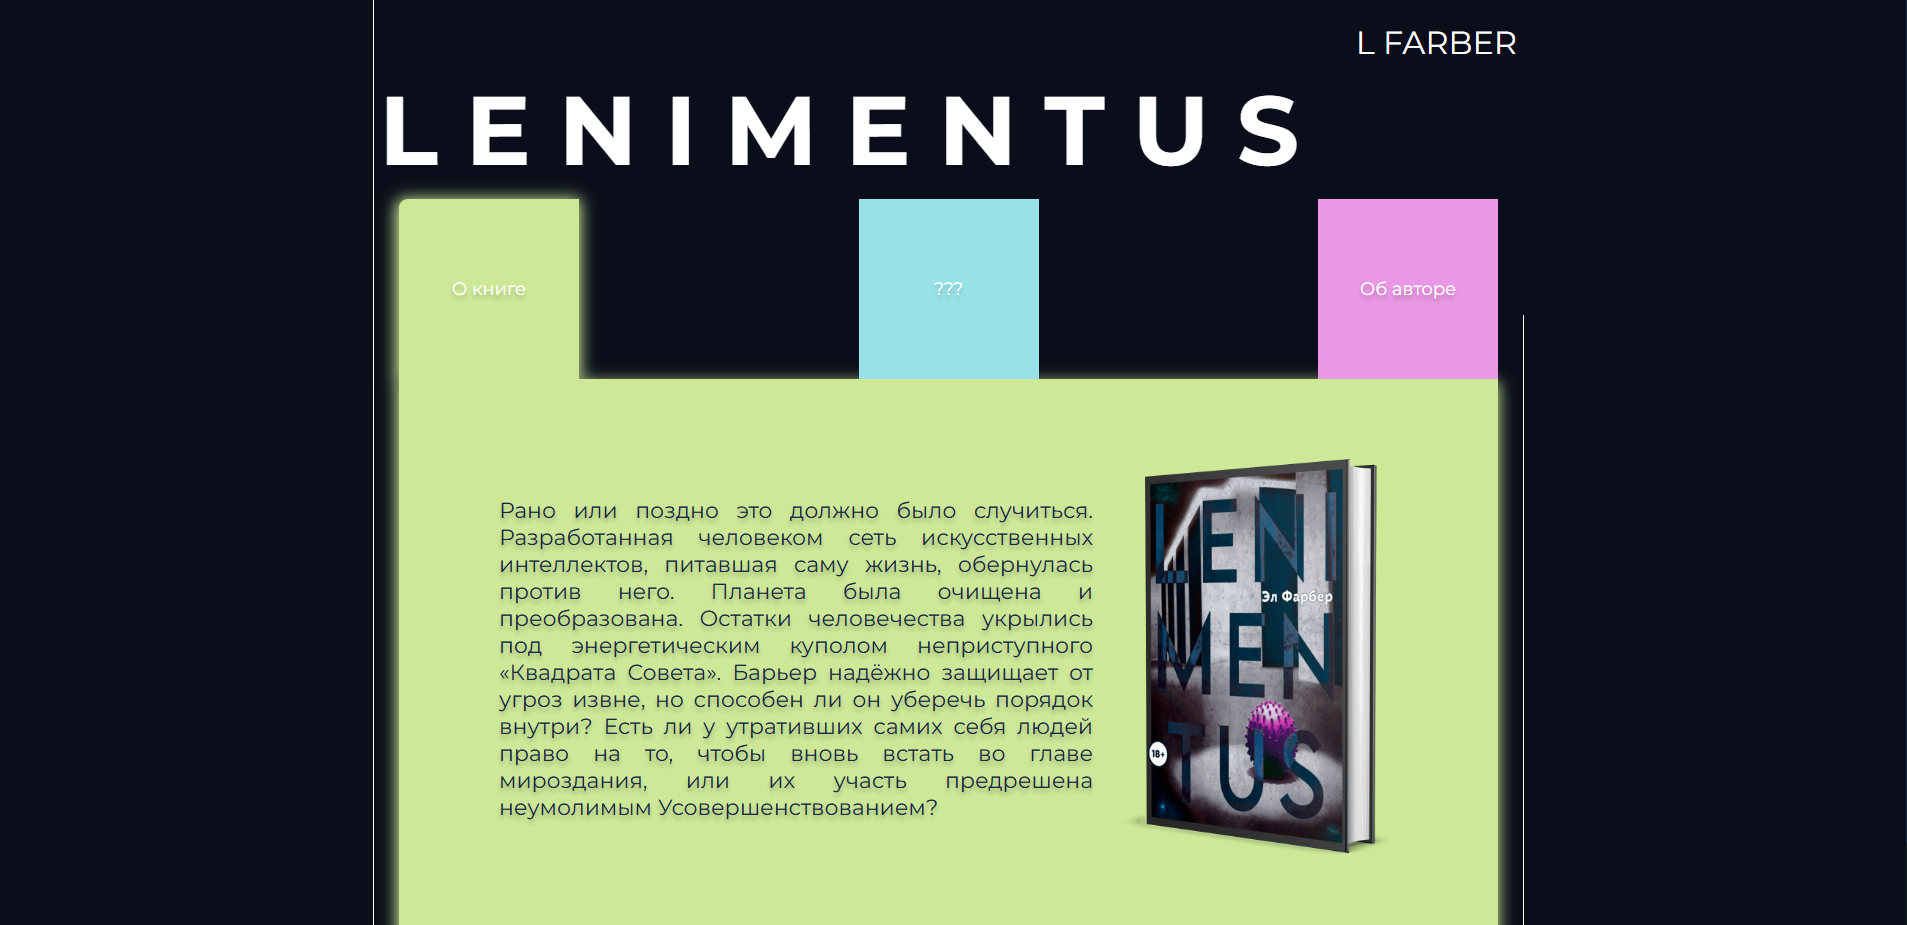 L FARBER
LENIMENTUS
О книге
???
Об авторе
Рано или поздно это должно было случиться.
Разработанная человеком сеть искусственных
интеллектов, питавшая саму жизнь, обернулась
против него. Планета была очищена и
преобразована. Остатки человечества укрылись
под энергетическим куполом неприступного
«Квадрата Совета». Барьер надёжно защищает от
угроз извне, но способен ли он уберечь порядок
внутри? Есть ли у утративших самих себя людей
право на то, чтобы вновь встать во главе
мироздания, или их участь предрешена
неумолимым Усовершенствованием?
LENI
Эл Фарбер
MEN
TUS
18+